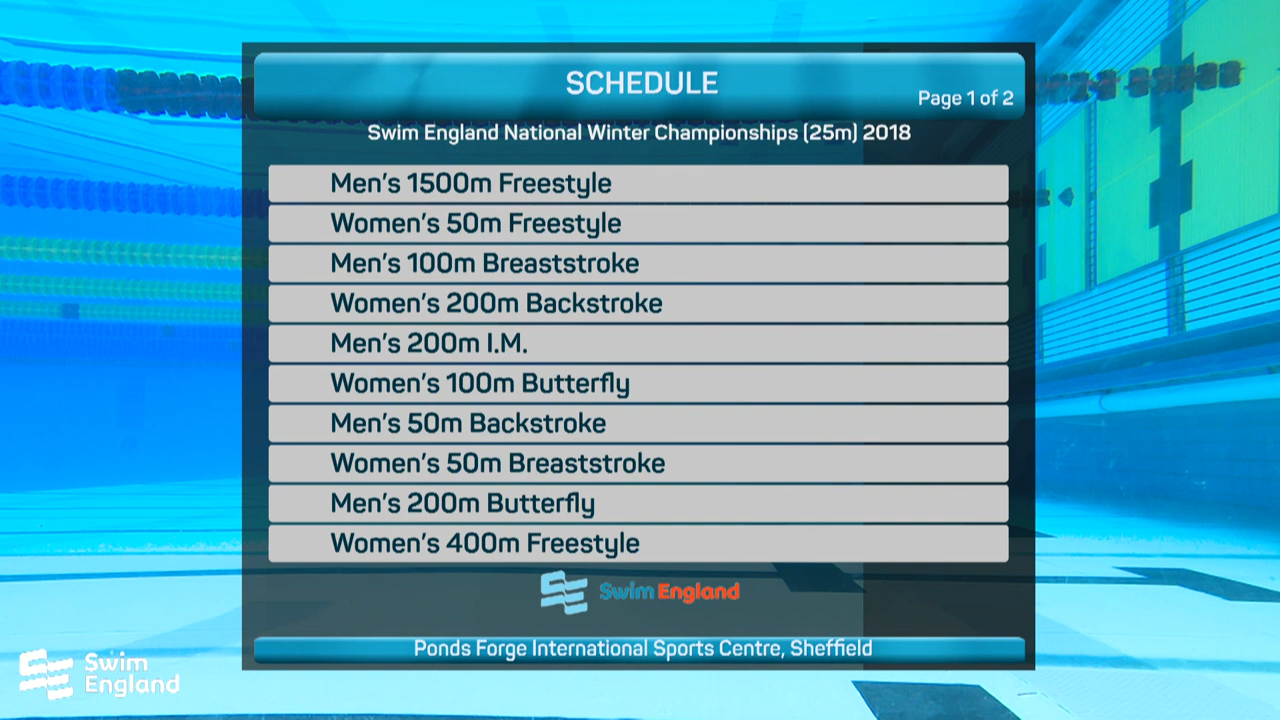 SCHEDULE
Page 1 of 2
Swim England National Winter Championships (25m) 2018
Men's 1500m Freestyle
Women's 50m Freestyle
Men's 100m Breaststroke
Women's 200m Backstroke
Men's 200m I.M.
Women's 100m Butterfly
Men's 50m Backstroke
Women's 50m Breaststroke
Men's 200m Butterfly
Women's 400m Freestyle
Swim England
Ponds Forge International Sports Centre, Sheffield
Swim
England